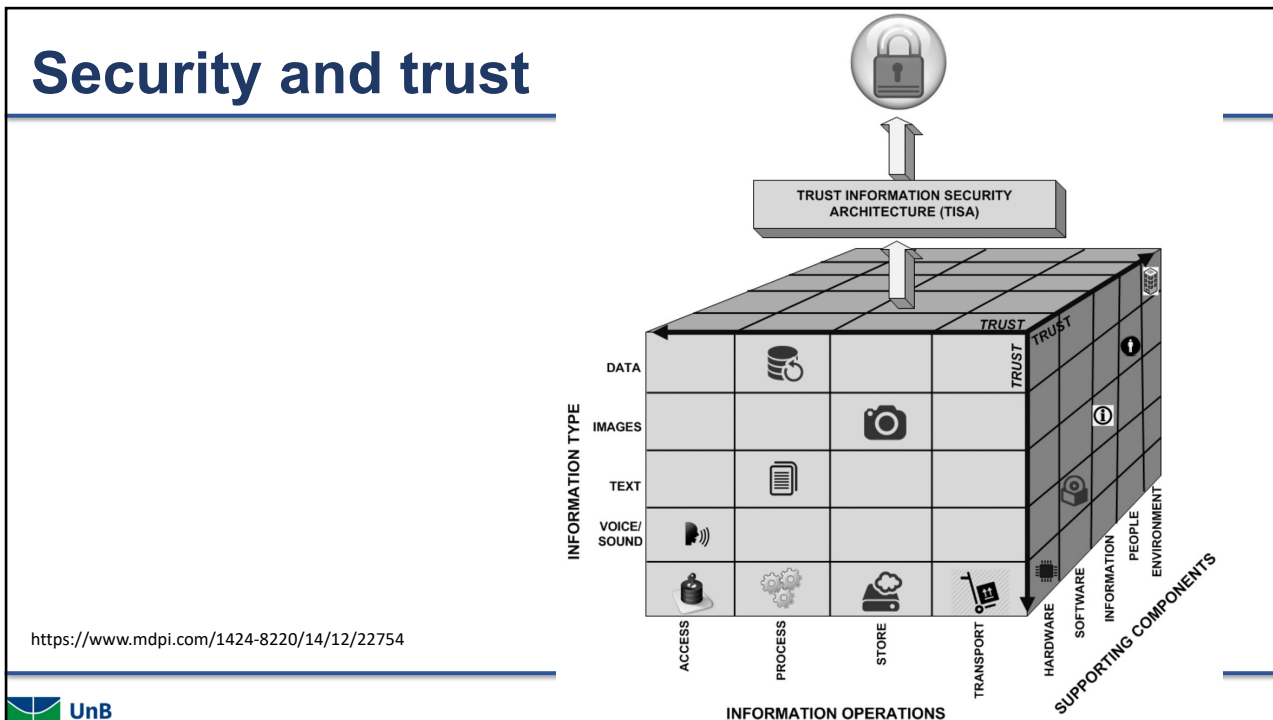 Security and trust
TRUST INFORMATION SECURITY
ARCHITECTURE (TISA)
TRUST
TRUST
TRUST
INFORMATION TYPE
DATA
IMAGES
TEXT
VOICE/
SOUND
ACCESS
PROCESS
STORE
TRANSPORT
HARDWARE
SOFTWARE
INFORMATION
PEOPLE
ENVIRONMENT
SUPPORTING COMPONENTS
INFORMATION OPERATIONS
https://www.mdpi.com/1424-8220/14/12/22754
UnB